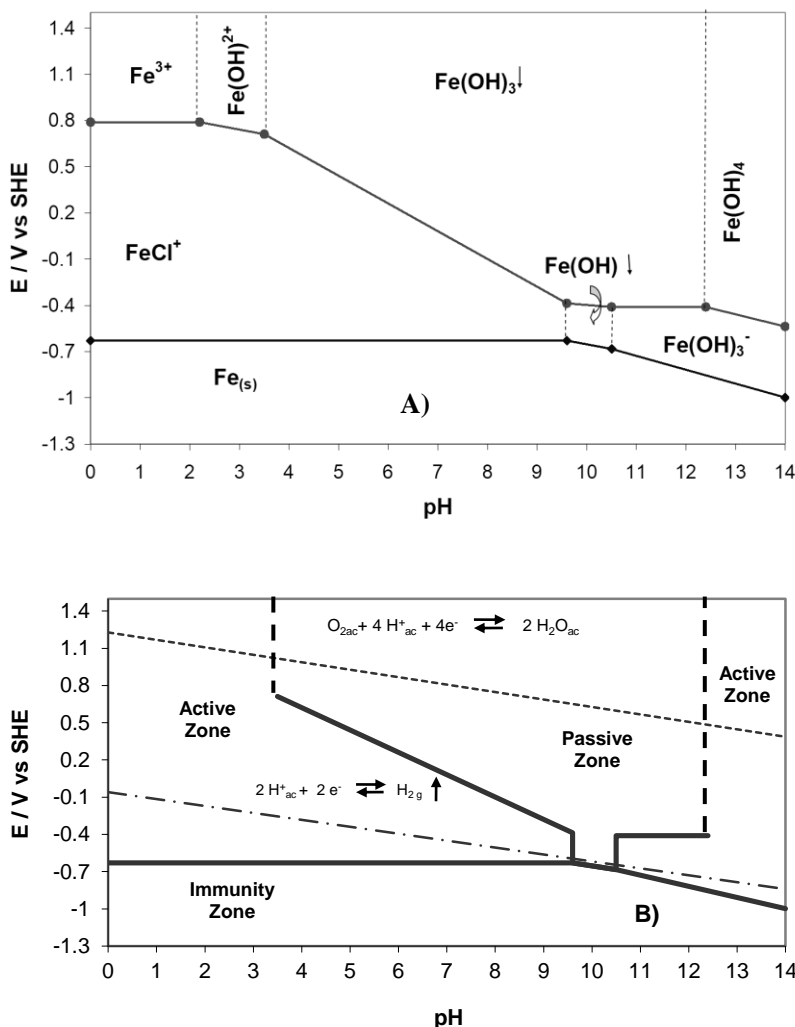 1.4
1.1
0.8
0.5
0.2
-0.1
-0.4
-0.7
-1
-1.3
E / V vs SHE
Fe³⁺
Fe(OH)²⁺
Fe(OH)₃↓
Fe(OH)₄
FeCl⁺
Fe(OH) ↓
Fe(OH)₃⁻
Fe₍ₛ₎
A)
0 1 2 3 4 5 6 7 8 9 10 11 12 13 14
pH
1.4
1.1
0.8
0.5
0.2
-0.1
-0.4
-0.7
-1
-1.3
E / V vs SHE
O₂ac+ 4 H⁺ac + 4e⁻ ⇌ 2 H₂Oac
Active
Zone
Active
Zone
Passive
Zone
2 H⁺ac + 2 e⁻ ⇌ H₂ g ↑
Immunity
Zone
B)
0 1 2 3 4 5 6 7 8 9 10 11 12 13 14
pH